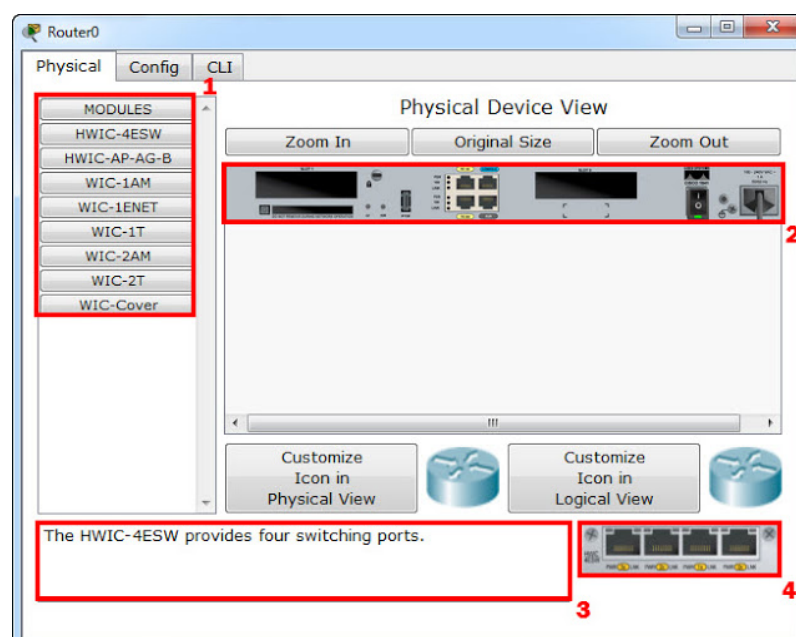 Router0
Physical Config CLI
1
MODULES
HWIC-4ESW
HWIC-AP-AG-B
WIC-1AM
WIC-1ENET
WIC-1T
WIC-2AM
WIC-2T
WIC-Cover
Physical Device View
Zoom In Original Size Zoom Out
2
Customize
Icon in
Physical View
Customize
Icon in
Logical View
The HWIC-4ESW provides four switching ports.
3
HWIC
4ESW
4